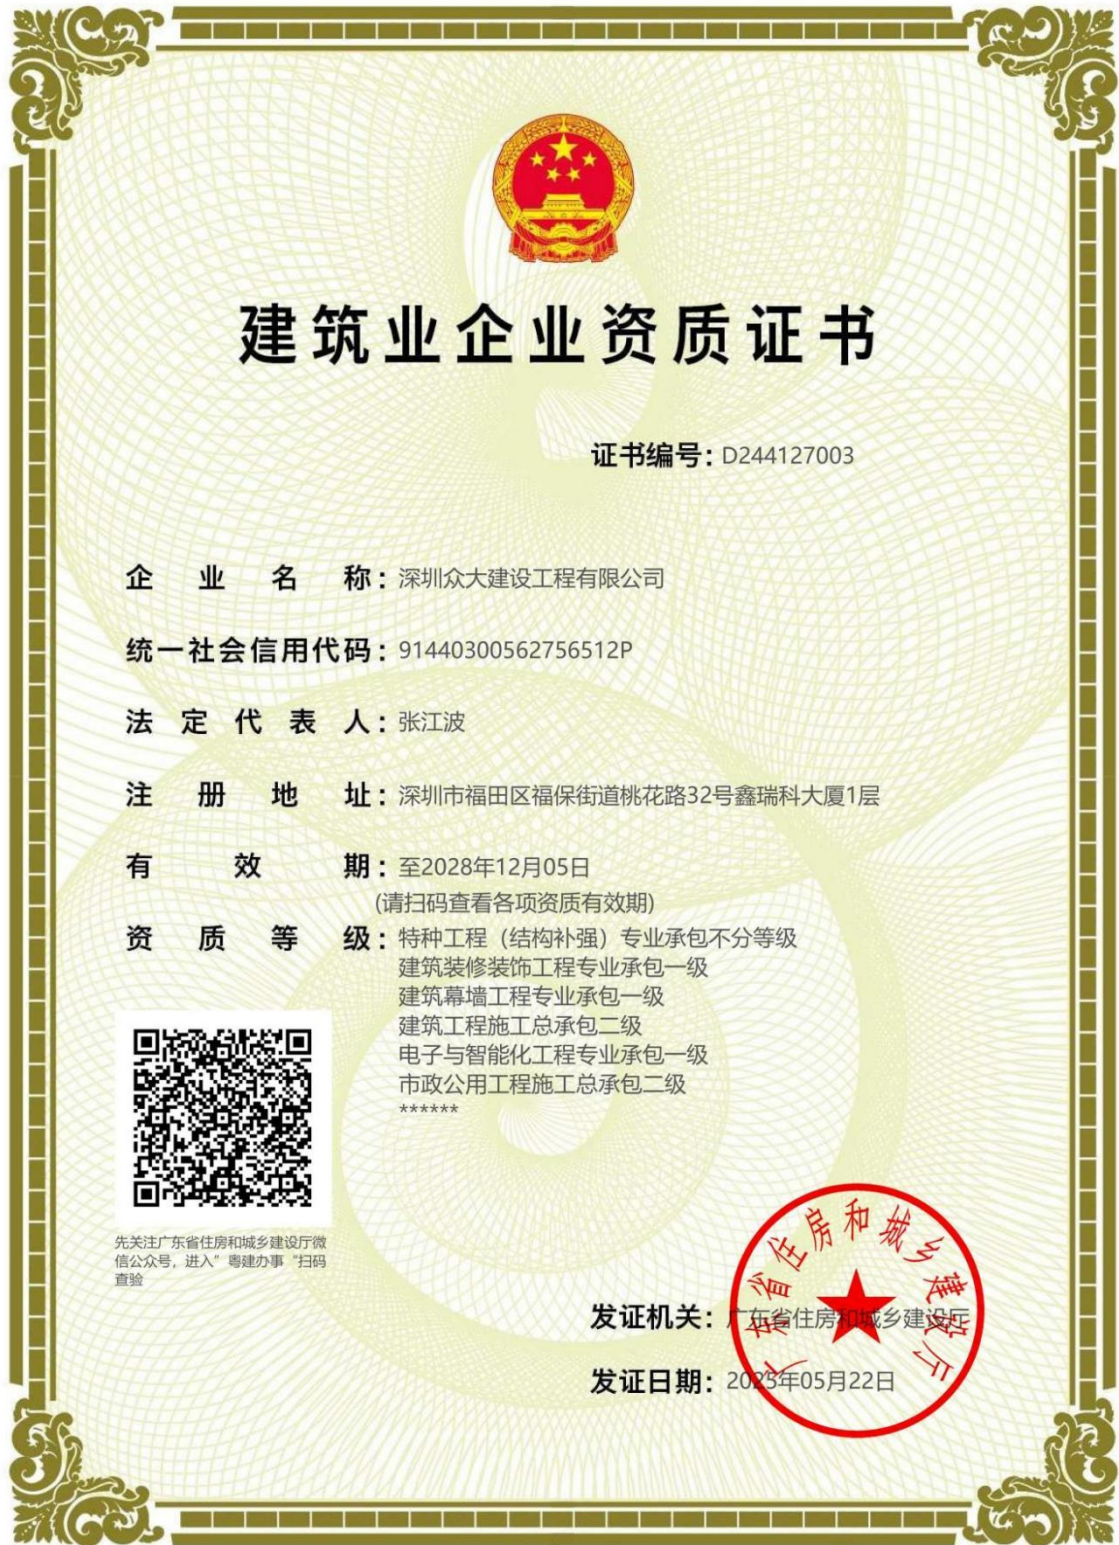 建筑业企业资质证书
证书编号：D244127003
企业名称：深圳众大建设工程有限公司
统一社会信用代码：91440300562756512P
法定代表人：张江波
注册地址：深圳市福田区福保街道桃花路32号鑫瑞科大厦1层
有效期：至2028年12月05日
(请扫码查看各项资质有效期)
资质等级：特种工程（结构补强）专业承包不分等级
建筑装修装饰工程专业承包一级
建筑幕墙工程专业承包一级
建筑工程施工总承包二级
电子与智能化工程专业承包一级
市政公用工程施工总承包二级
******
先关注广东省住房和城乡建设厅微
信公众号，进入”粤建办事“扫码
查验
发证机关：广东省住房和城乡建设厅
发证日期：2025年05月22日
广东省住房和城乡建设厅